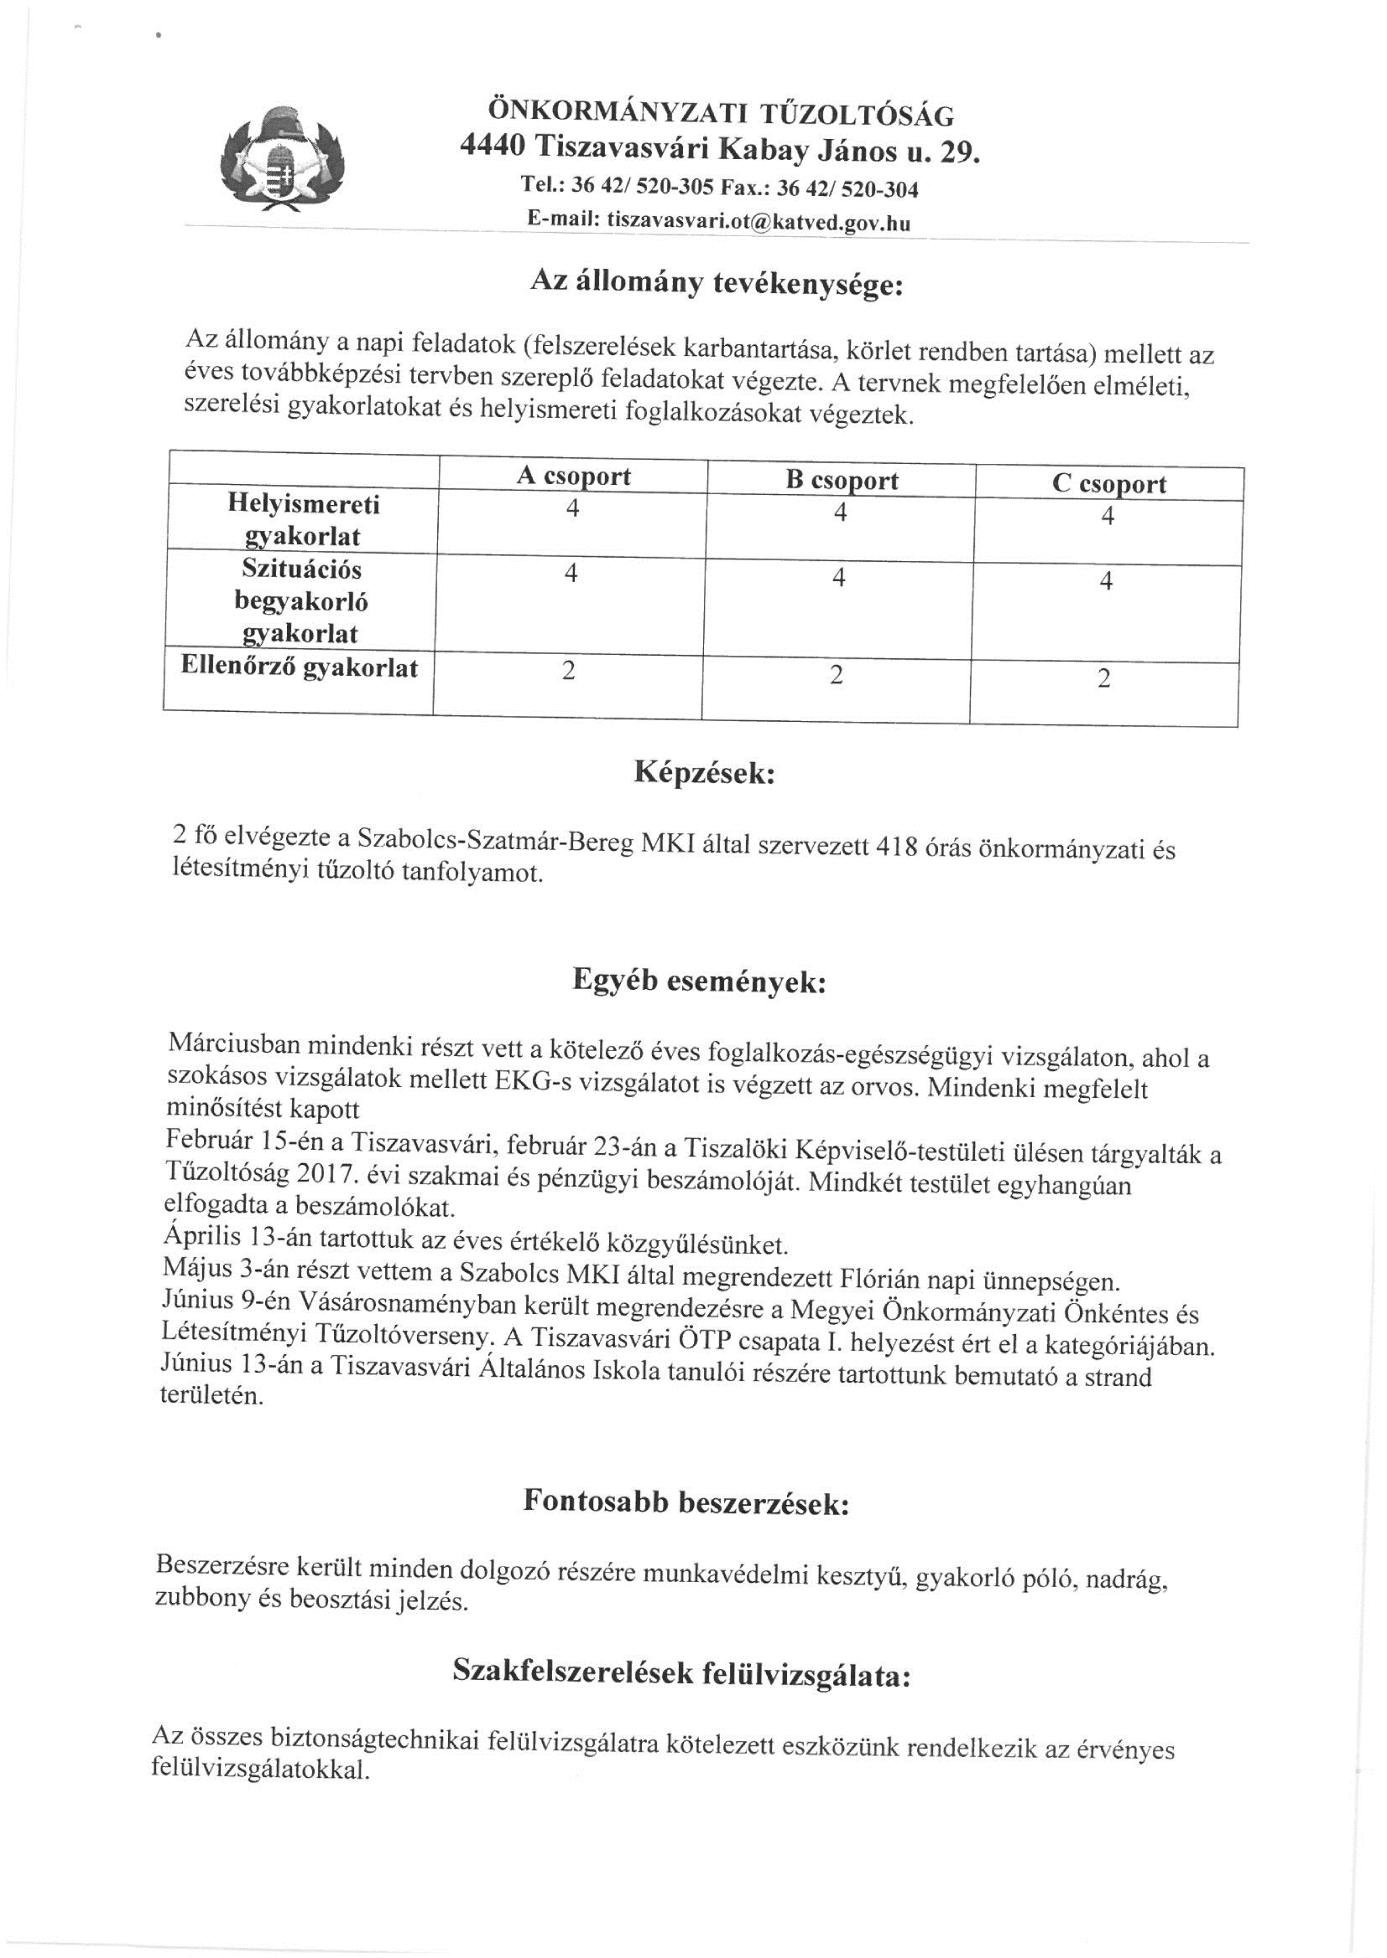 ÖNKORMÁNYZATI TŰZOLTÓSÁG
4440 Tiszavasvári Kabay János u. 29.
Tel.: 36 42/ 520-305 Fax.: 36 42/ 520-304
E-mail: tiszavasvari.ot@katved.gov.hu
Az állomány tevékenysége:
Az állomány a napi feladatok (felszerelések karbantartása, körlet rendben tartása) mellett az
éves továbbképzési tervben szereplő feladatokat végezte. A tervnek megfelelően elméleti,
szerelési gyakorlatokat és helyismereti foglalkozásokat végeztek.
A csoport B csoport C csoport
Helyismereti 4 4 4
gyakorlat
Szituációs 4 4 4
begyakorló
gyakorlat
Ellenőrző gyakorlat 2 2 2
Képzések:
2 fő elvégezte a Szabolcs-Szatmár-Bereg MKI által szervezett 418 órás önkormányzati és
létesítményi tűzoltó tanfolyamot.
Egyéb események:
Márciusban mindenki részt vett a kötelező éves foglalkozás-egészségügyi vizsgálaton, ahol a
szokásos vizsgálatok mellett EKG-s vizsgálatot is végzett az orvos. Mindenki megfelelt
minősítést kapott
Február 15-én a Tiszavasvári, február 23-án a Tiszalöki Képviselő-testületi ülésen tárgyalták a
Tűzoltóság 2017. évi szakmai és pénzügyi beszámolóját. Mindkét testület egyhangúan
elfogadta a beszámolókat.
Április 13-án tartottuk az éves értékelő közgyűlésünket.
Május 3-án részt vettem a Szabolcs MKI által megrendezett Flórián napi ünnepségen.
Június 9-én Vásárosnaményban került megrendezésre a Megyei Önkormányzati Önkéntes és
Létesítményi Tűzoltóverseny. A Tiszavasvári ÖTP csapata I. helyezést ért el a kategóriájában.
Június 13-án a Tiszavasvári Általános Iskola tanulói részére tartottunk bemutató a strand
területén.
Fontosabb beszerzések:
Beszerzésre került minden dolgozó részére munkavédelmi kesztyű, gyakorló póló, nadrág,
zubbony és beosztási jelzés.
Szakfelszerelések felülvizsgálata:
Az összes biztonságtechnikai felülvizsgálatra kötelezett eszközünk rendelkezik az érvényes
felülvizsgálatokkal.